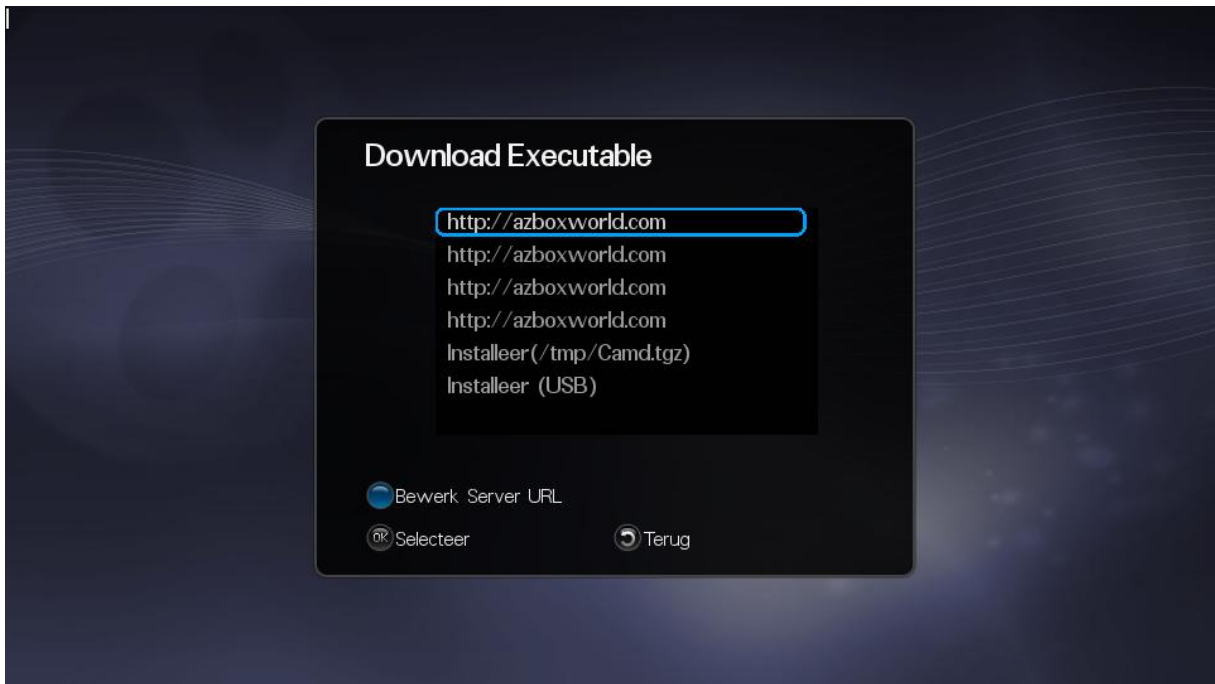 Download Executable
http://azboxworld.com
http://azboxworld.com
http://azboxworld.com
http://azboxworld.com
Installeer(/tmp/Camd.tgz)
Installeer (USB)
Bewerk Server URL
OK Selecteer Terug